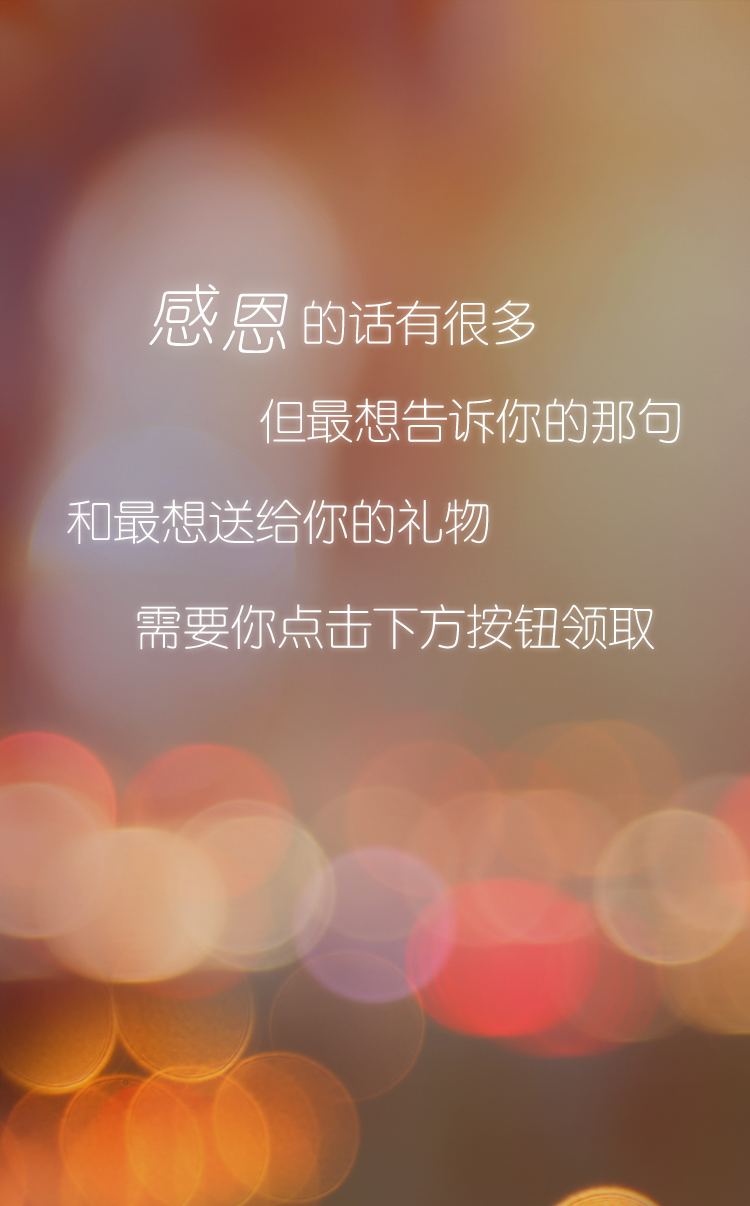 感恩的话有很多
但最想告诉你的那句
和最想送给你的礼物
需要你点击下方按钮领取